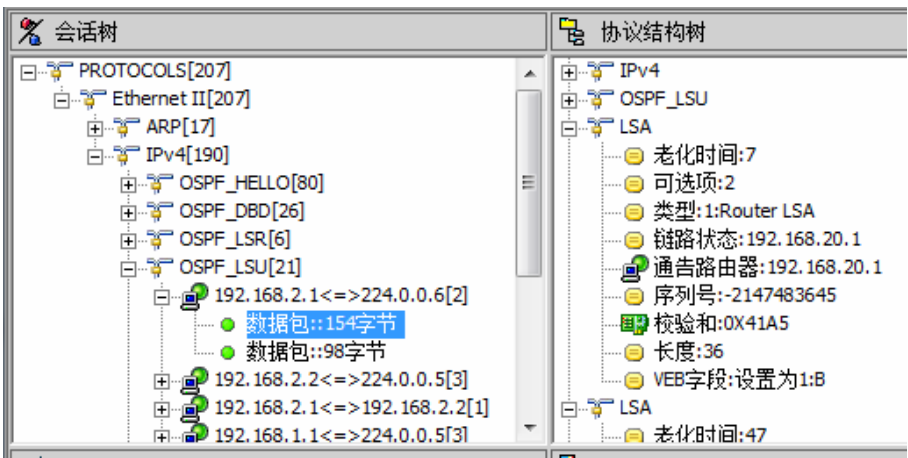 会话树
PROTOCOLS[207]
Ethernet II[207]
ARP[17]
IPv4[190]
OSPF_HELLO[80]
OSPF_DBD[26]
OSPF_LSR[6]
OSPF_LSU[21]
192.168.2.1<=>224.0.0.6[2]
数据包::154字节
数据包::98字节
192.168.2.2<=>224.0.0.5[3]
192.168.2.1<=>192.168.2.2[1]
192.168.1.1<=>224.0.0.5[3]
协议结构树
IPv4
OSPF_LSU
LSA
老化时间:7
可选项:2
类型:1:Router LSA
链路状态:192.168.20.1
通告路由器:192.168.20.1
序列号:-2147483645
校验和:0X41A5
长度:36
VEB字段:设置为1:B
LSA
老化时间:47